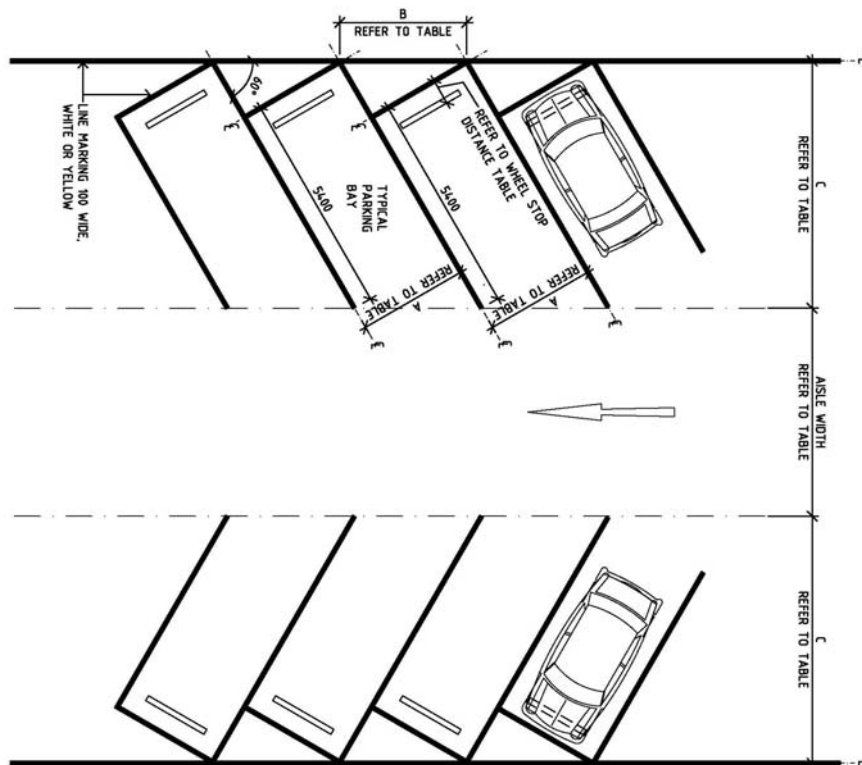 B
REFER TO TABLE
60°
LINE MARKING 100 WIDE,
WHITE OR YELLOW
REFER TO WHEEL STOP
DISTANCE TABLE
5400
TYPICAL
PARKING
BAY
5400
A
REFER TO TABLE
A
REFER TO TABLE
C
REFER TO TABLE
AISLE WIDTH
REFER TO TABLE
C
REFER TO TABLE